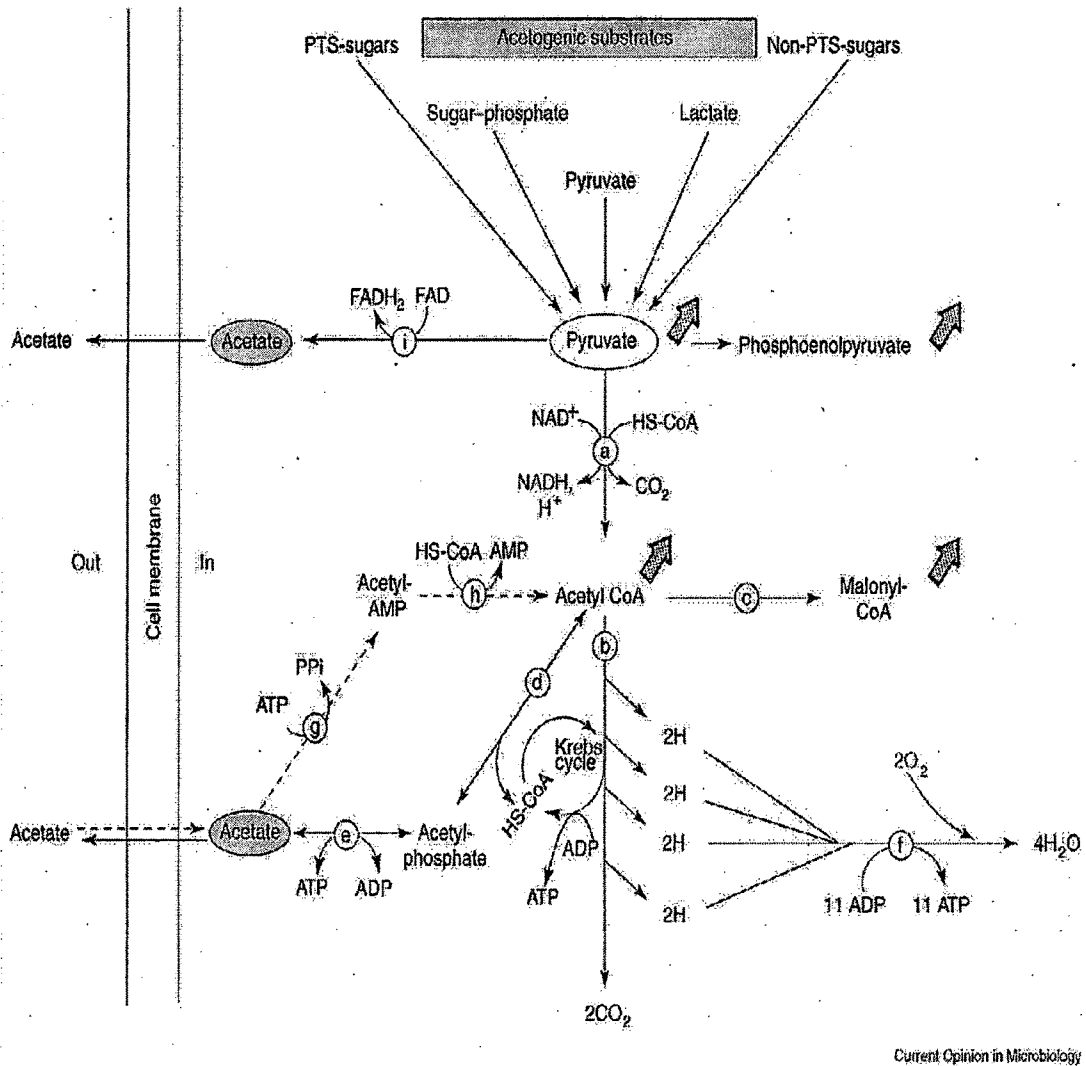 Acetogenic substrates
PTS-sugars
Non-PTS-sugars
Sugar-phosphate
Lactate
Pyruvate
FADH2 FAD
i
Acetate
Acetate
Pyruvate
Phosphoenolpyruvate
NAD+
HS-CoA
a
NADH,
H+
CO2
Cell membrane
Out
In
HS-CoA AMP
Acetyl-
AMP
h
Acetyl CoA
c
Malonyl-
CoA
b
PPi
d
ATP
g
2H
Krebs
cycle
2O2
HS-CoA
2H
Acetate
Acetate
e
Acetyl-
phosphate
ADP
2H
f
4H2O
ATP
ADP
ATP
2H
11 ADP
11 ATP
2CO2
Current Opinion in Microbiology